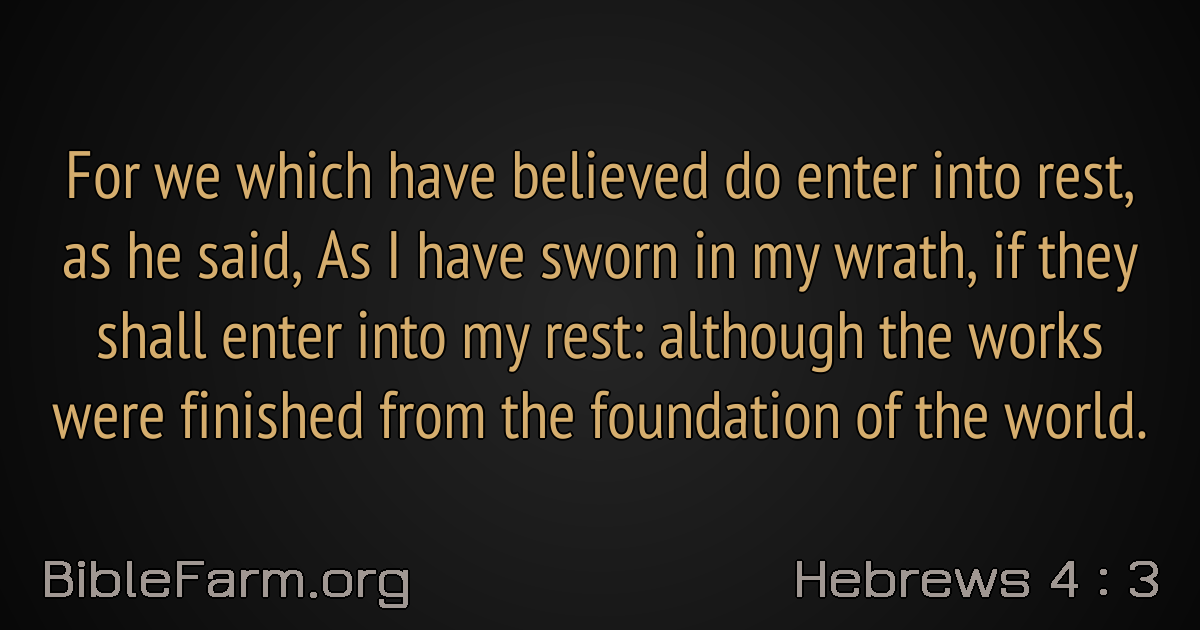 For we which have believed do enter into rest,
as he said, As I have sworn in my wrath, if they
shall enter into my rest: although the works
were finished from the foundation of the world.
BibleFarm.org
Hebrews 4 : 3